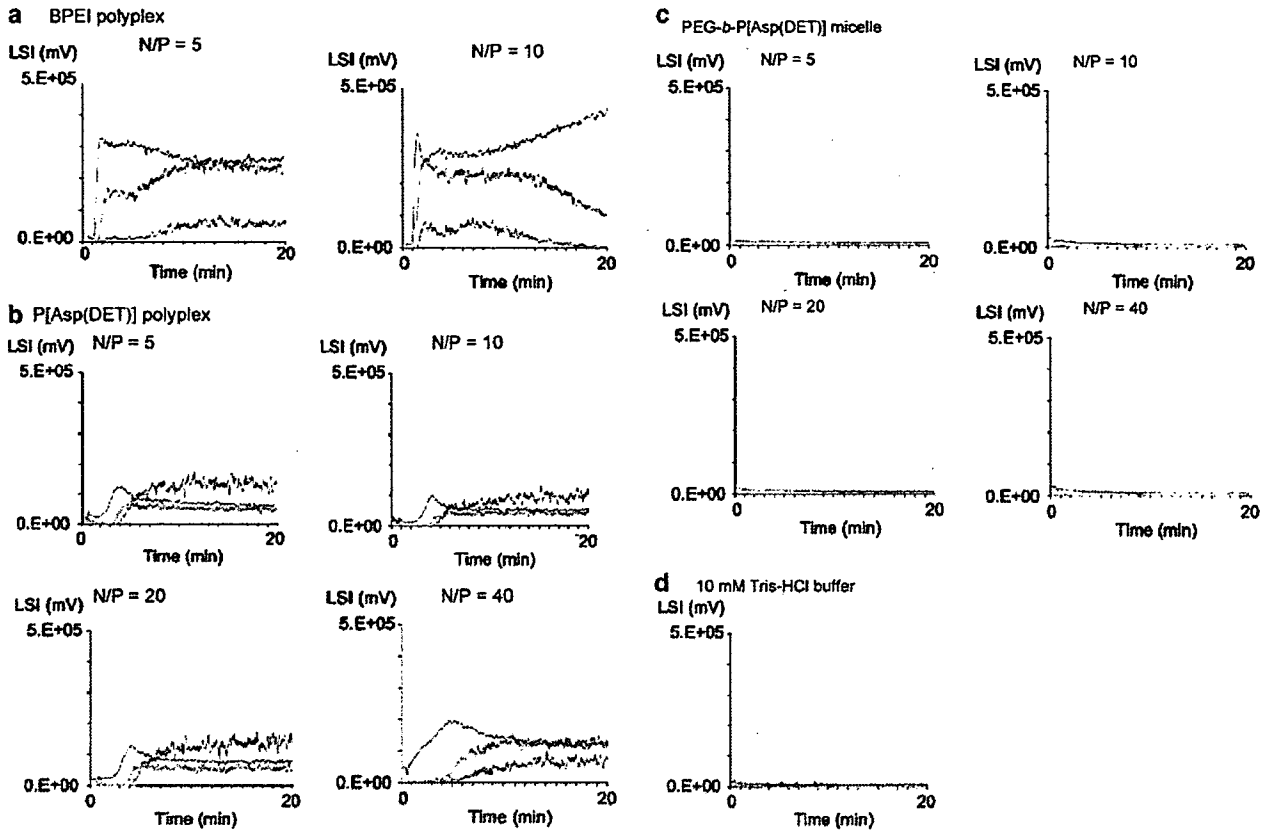 a BPEI polyplex
N/P = 5
LSI (mV)
5.E+05
0.E+00
0
20
Time (min)
N/P = 10
LSI (mV)
5.E+05
0.E+00
0
20
Time (min)
b P[Asp(DET)] polyplex
LSI (mV) N/P = 5
5.E+05
0.E+00
0
20
Time (min)
LSI (mV) N/P = 10
5.E+05
0.E+00
0
20
Time (min)
LSI (mV) N/P = 20
5.E+05
0.E+00
0
20
Time (min)
LSI (mV) N/P = 40
5.E+05
0.E+00
0
20
Time (min)
c PEG-b-P[Asp(DET)] micelle
LSI (mV) N/P = 5
5.E+05
0.E+00
0
20
Time (min)
LSI (mV) N/P = 10
5.E+05
0.E+00
0
20
Time (min)
LSI (mV) N/P = 20
5.E+05
0.E+00
0
20
Time (min)
LSI (mV) N/P = 40
5.E+05
0.E+00
0
20
Time (min)
d 10 mM Tris-HCl buffer
LSI (mV)
5.E+05
0.E+00
0
20
Time (min)